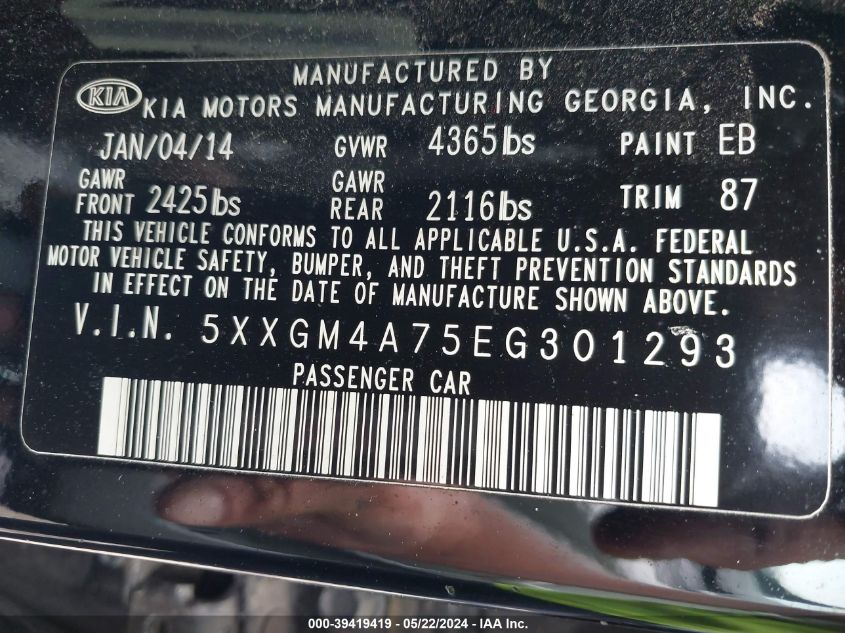 MANUFACTURED BY
KIA KIA MOTORS MANUFACTURING GEORGIA, INC.
JAN/04/14 GVWR 4365lbs PAINT EB
GAWR FRONT 2425lbs GAWR REAR 2116lbs TRIM 87
THIS VEHICLE CONFORMS TO ALL APPLICABLE U.S.A. FEDERAL
MOTOR VEHICLE SAFETY, BUMPER, AND THEFT PREVENTION STANDARDS
IN EFFECT ON THE DATE OF MANUFACTURE SHOWN ABOVE.
V.I.N. 5XXGM4A75EG301293
PASSENGER CAR
000-39419419 - 05/22/2024 - IAA Inc.